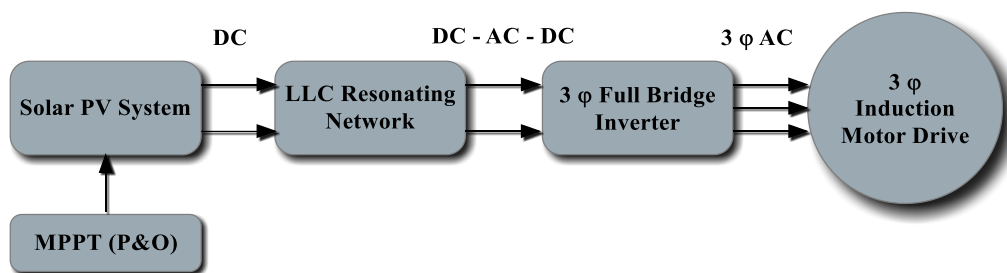 DC
DC - AC - DC
3 φ AC
Solar PV System
LLC Resonating
Network
3 φ Full Bridge
Inverter
3 φ
Induction
Motor Drive
MPPT (P&O)